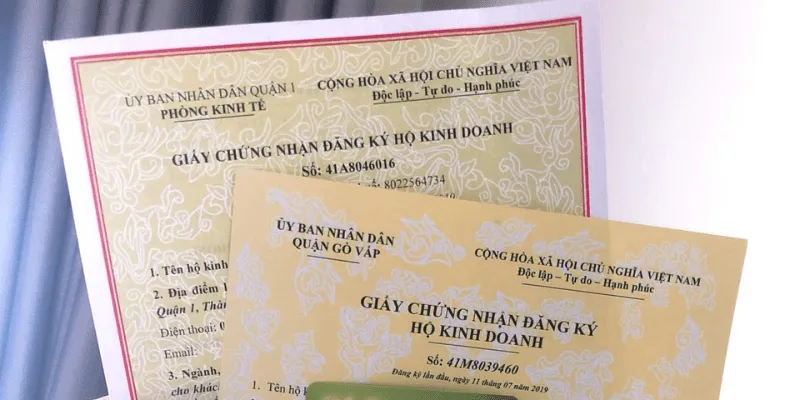 ỦY BAN NHÂN DÂN QUẬN 1
PHÒNG KINH TẾ
CỘNG HÒA XÃ HỘI CHỦ NGHĨA VIỆT NAM
Độc lập - Tự do - Hạnh phúc
GIẤY CHỨNG NHẬN ĐĂNG KÝ HỘ KINH DOANH
Số: 41A8046016
8022564734
1. Tên hộ kinh
2. Địa điểm
Quận 1, Thàn
Điện thoại: 0
Email:
3. Ngành,
cho khác
ỦY BAN NHÂN DÂN
QUẬN GÒ VẤP
CỘNG HÒA XÃ HỘI CHỦ NGHĨA VIỆT NAM
Độc lập - Tự do - Hạnh phúc
GIẤY CHỨNG NHẬN ĐĂNG KÝ
HỘ KINH DOANH
Số: 41M8039460
Đăng ký lần đầu, ngày 11 tháng 07 năm 2019
1. Tên hộ k